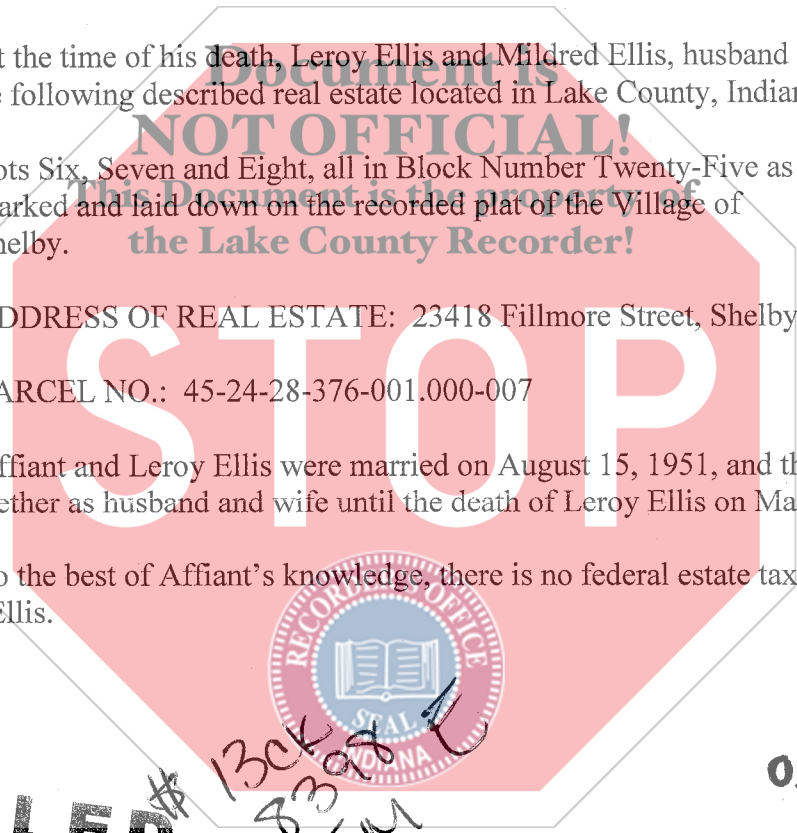 t the time of his death, Leroy Ellis and Mildred Ellis, husband
e following described real estate located in Lake County, Indian
Document is
NOT OFFICIAL!
This Document is the property of
the Lake County Recorder!
ots Six, Seven and Eight, all in Block Number Twenty-Five as
arked and laid down on the recorded plat of the Village of
helby.
DDRESS OF REAL ESTATE: 23418 Fillmore Street, Shelby
ARCEL NO.: 45-24-28-376-001.000-007
STOP
ffiant and Leroy Ellis were married on August 15, 1951, and th
ether as husband and wife until the death of Leroy Ellis on Ma
o the best of Affiant's knowledge, there is no federal estate tax
Ellis.
RECORDER'S OFFICE
SEAL
INDIANA
$ 13CK
8398
LED